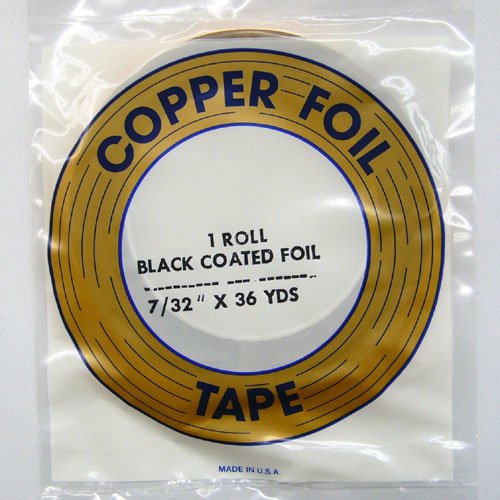 COPPER FOIL
1 ROLL
BLACK COATED FOIL
7/32" X 36 YDS
TAPE
MADE IN U.S.A.